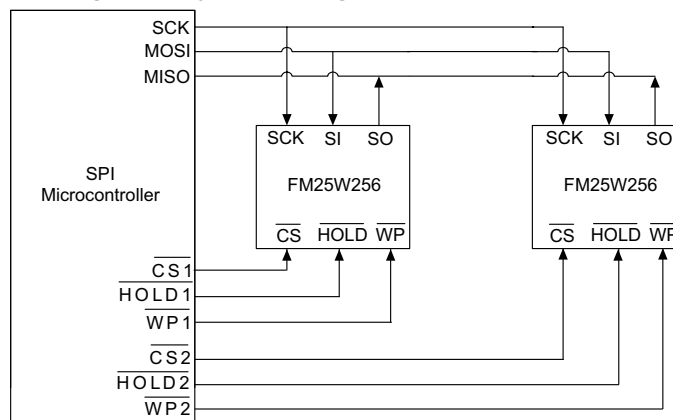 SCK
MOSI
MISO
SCK SI SO
SCK SI SO
SPI
Microcontroller
FM25W256
FM25W256
CS HOLD WP
CS HOLD WP
CS1
HOLD1
WP1
CS2
HOLD2
WP2